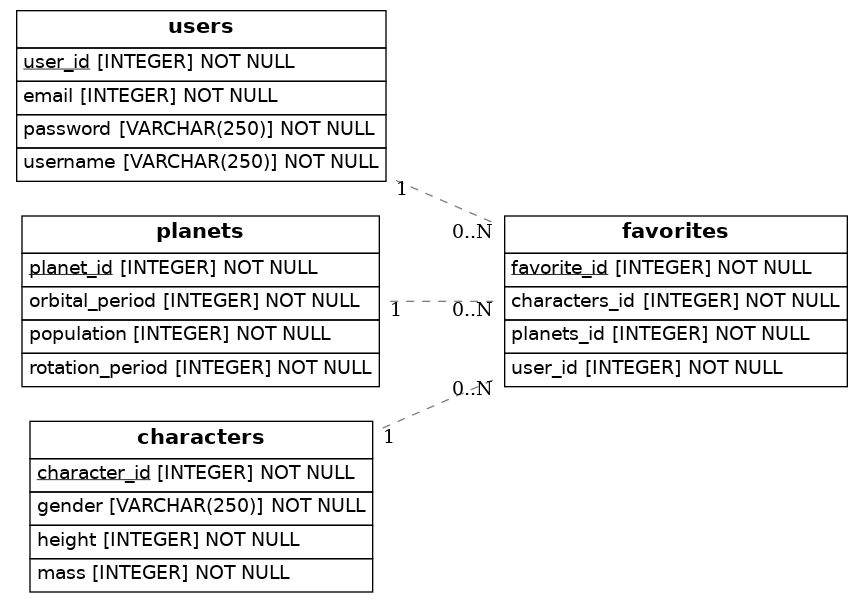 users
user_id [INTEGER] NOT NULL
email [INTEGER] NOT NULL
password [VARCHAR(250)] NOT NULL
username [VARCHAR(250)] NOT NULL
1
0..N
planets
planet_id [INTEGER] NOT NULL
orbital_period [INTEGER] NOT NULL
population [INTEGER] NOT NULL
rotation_period [INTEGER] NOT NULL
1
0..N
favorites
favorite_id [INTEGER] NOT NULL
characters_id [INTEGER] NOT NULL
planets_id [INTEGER] NOT NULL
user_id [INTEGER] NOT NULL
0..N
1
characters
character_id [INTEGER] NOT NULL
gender [VARCHAR(250)] NOT NULL
height [INTEGER] NOT NULL
mass [INTEGER] NOT NULL